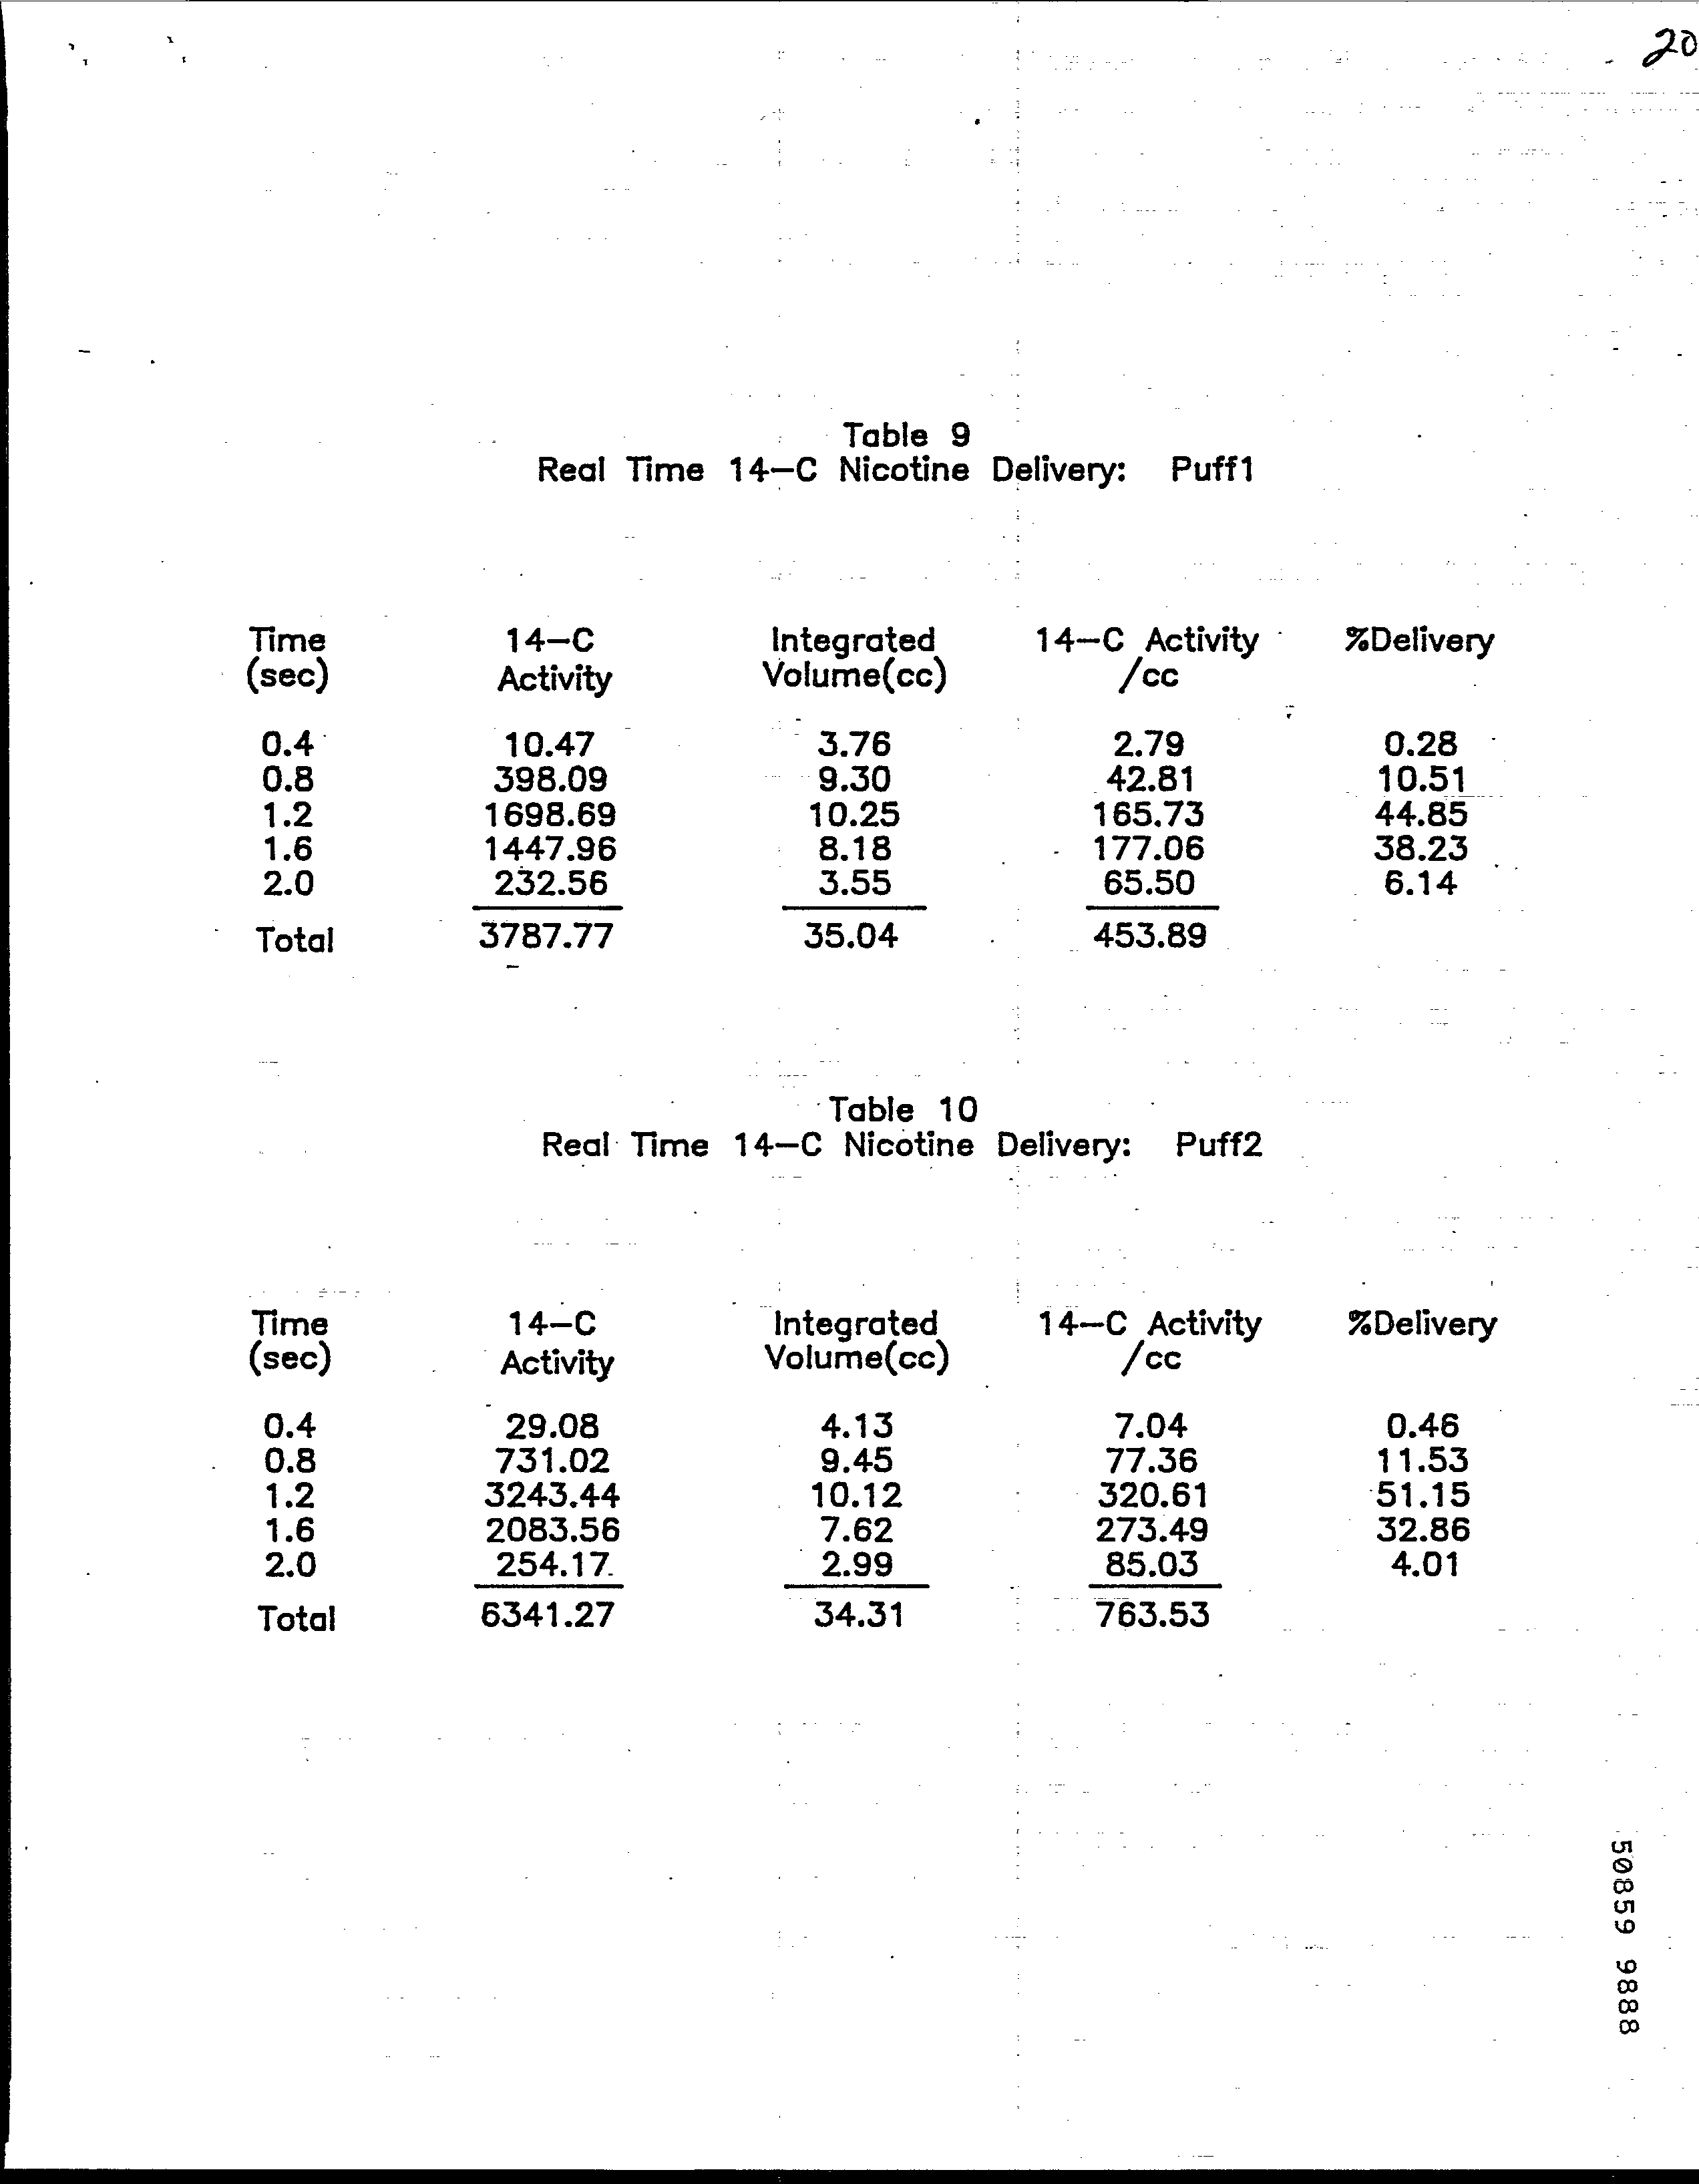 20
Table 9
Real Time 14-C Nicotine Delivery: Puff1
Time 14-C Integrated 14-C Activity %Delivery
(sec) Activity Volume(cc) /cc
0.4 10.47 3.76 2.79 0.28
0.8 398.09 9.30 42.81 10.51
1.2 1698.69 10.25 165.73 44.85
1.6 1447.96 8.18 177.06 38.23
2.0 232.56 3.55 65.50 6.14
Total 3787.77 35.04 453.89
Table 10
Real Time 14-C Nicotine Delivery: Puff2
Time 14-C Integrated 14-C Activity %Delivery
(sec) Activity Volume(cc) /cc
0.4 29.08 4.13 7.04 0.46
0.8 731.02 9.45 77.36 11.53
1.2 3243.44 10.12 320.61 51.15
1.6 2083.56 7.62 273.49 32.86
2.0 254.17 2.99 85.03 4.01
Total 6341.27 34.31 763.53
50859 9888